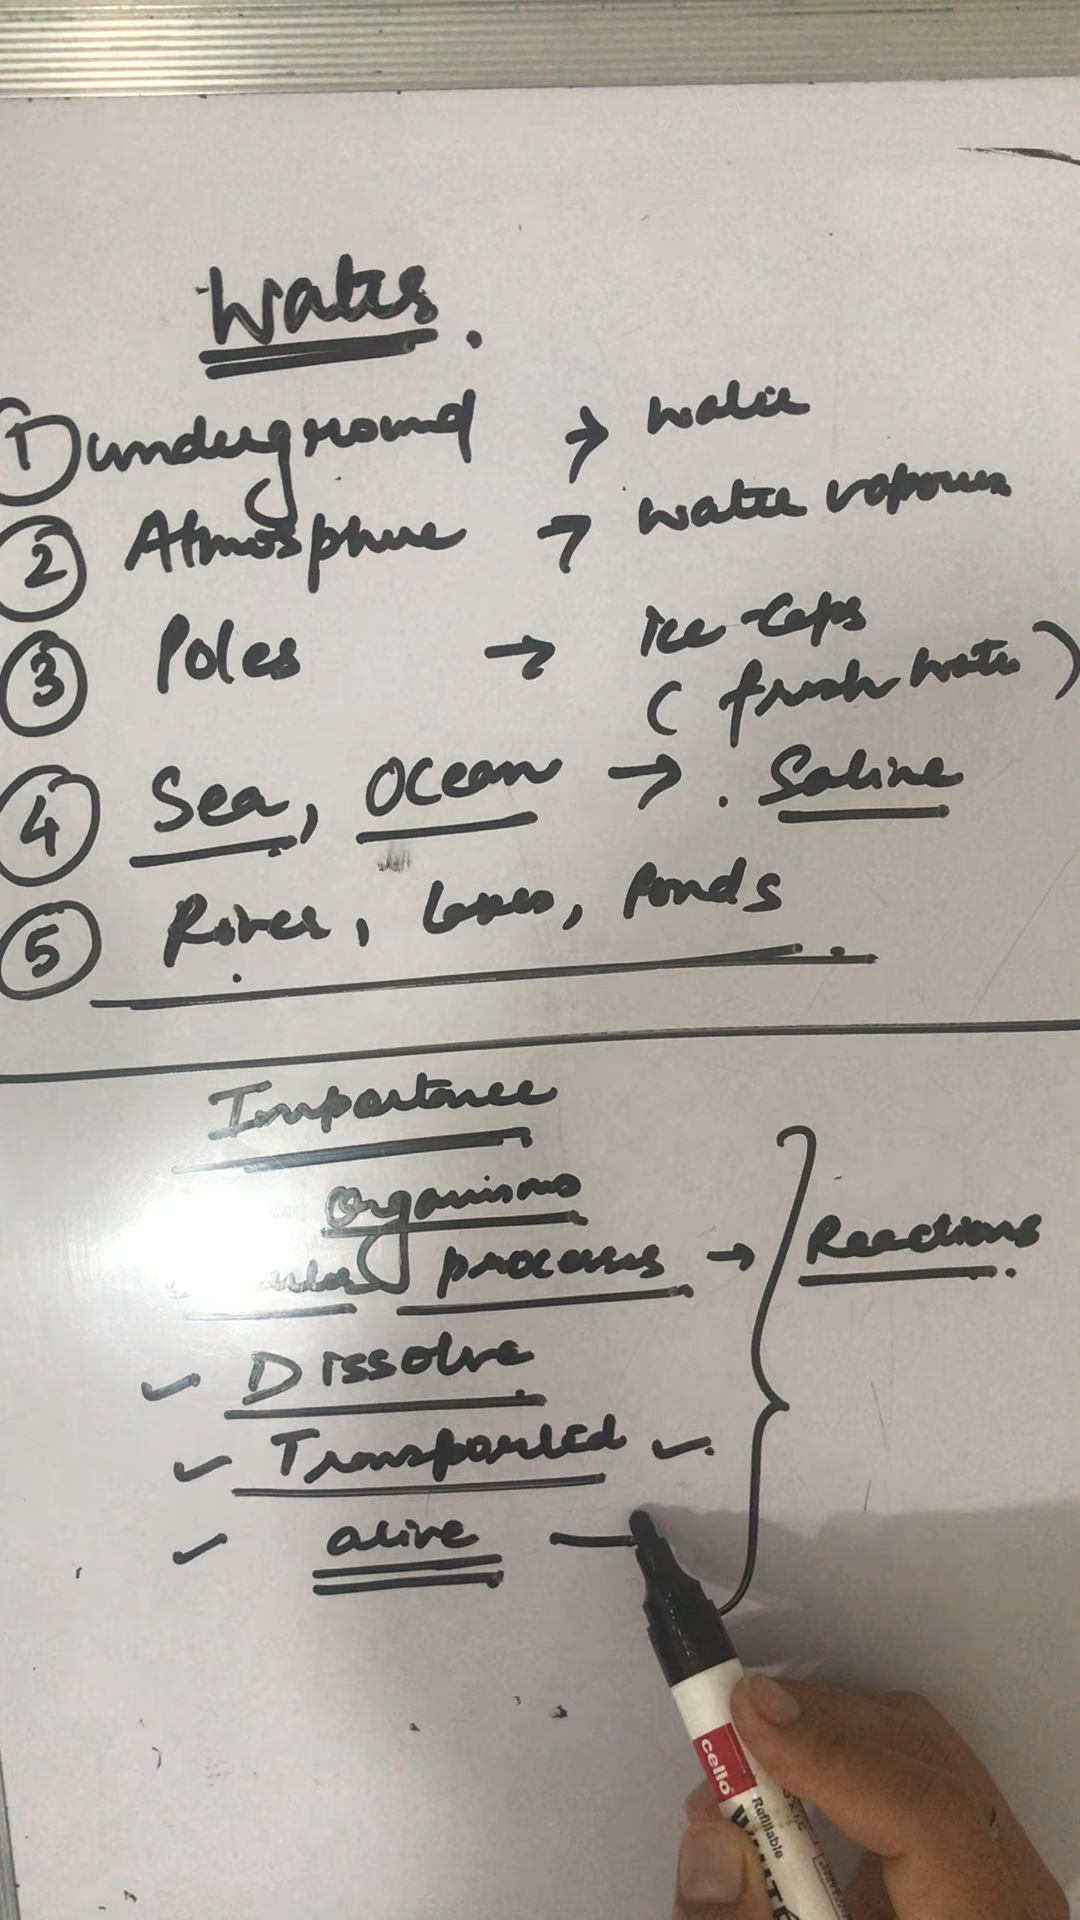 Water.
1) underground → water
2 Atmosphere → water vapours
3 Poles → Ice-caps
(fresh water)
4 Sea, Ocean → Saline
5 River, Lakes, Ponds.
Importance
Organisms
processes → Reactions.
✓ Dissolve
✓ Transported ✓.
✓ alive —
cello
Refillable